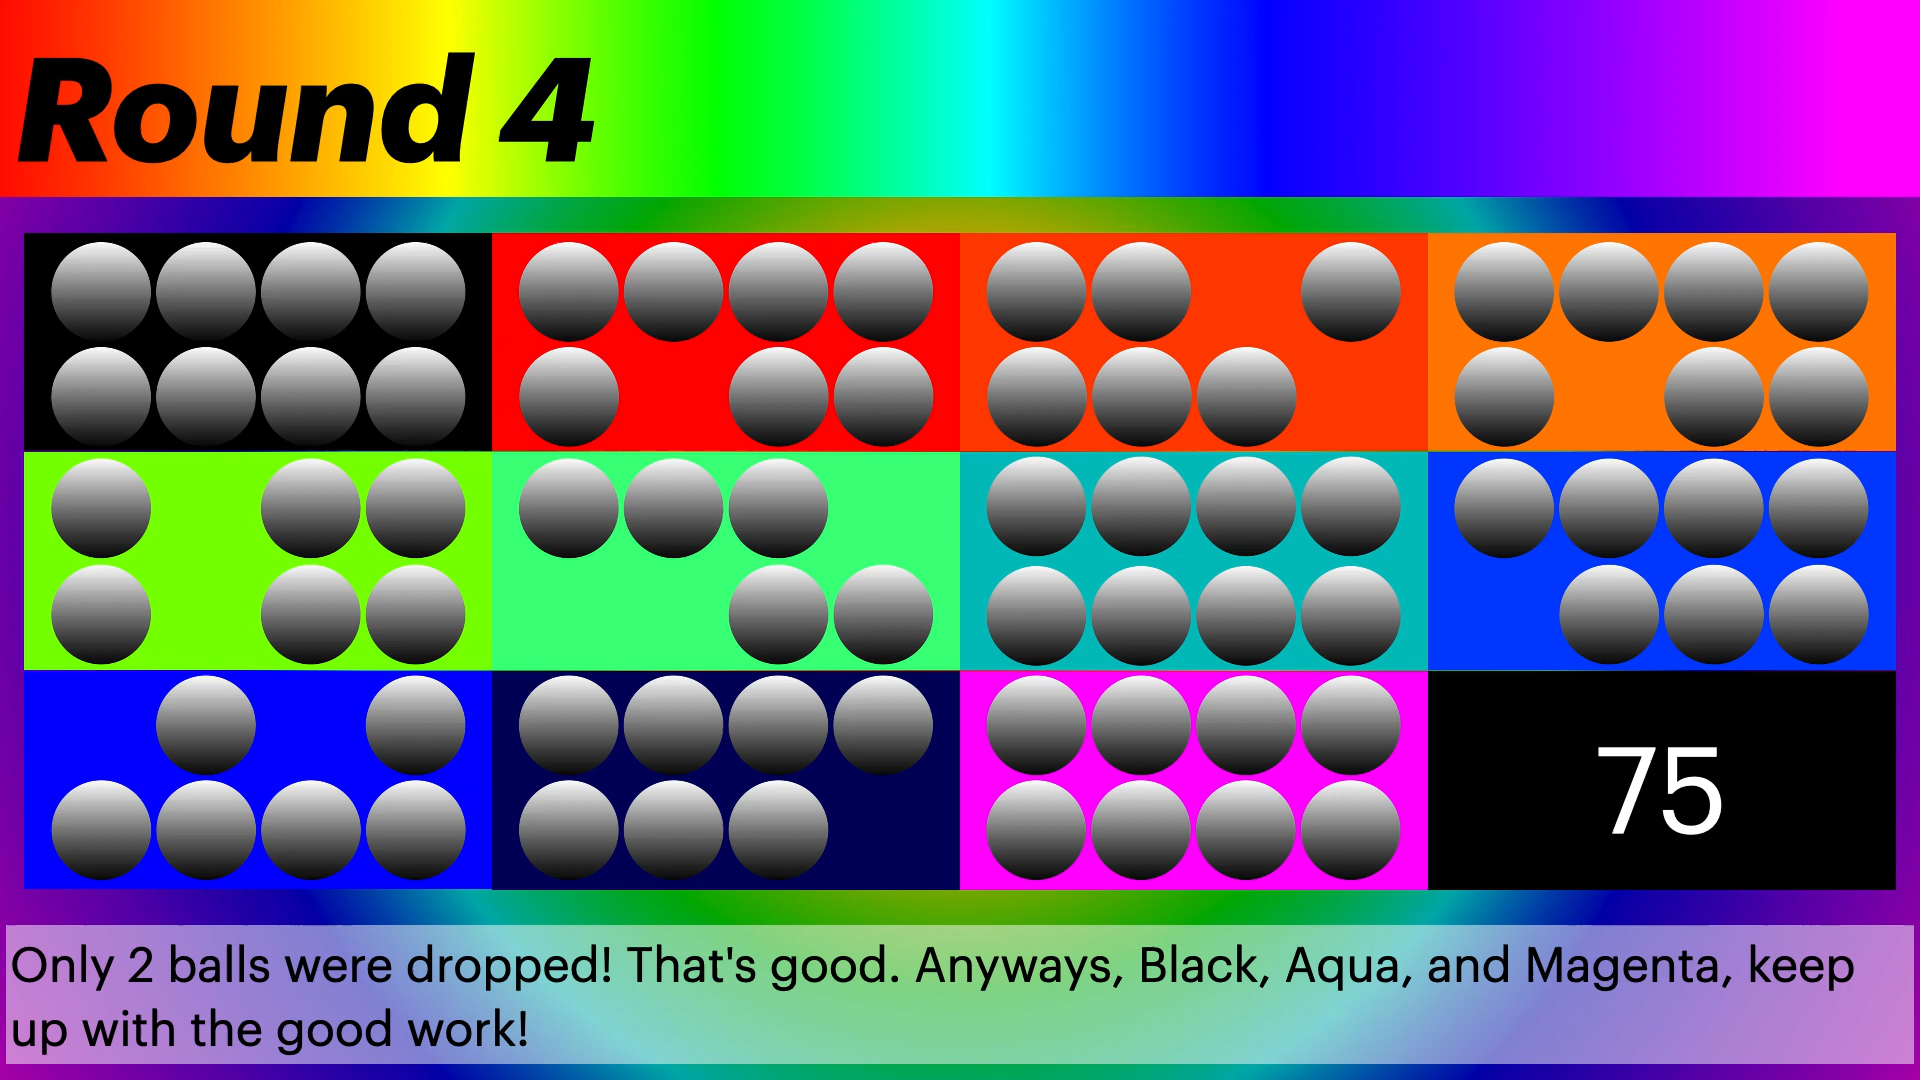 Round 4
75
Only 2 balls were dropped! That's good. Anyways, Black, Aqua, and Magenta, keep
up with the good work!